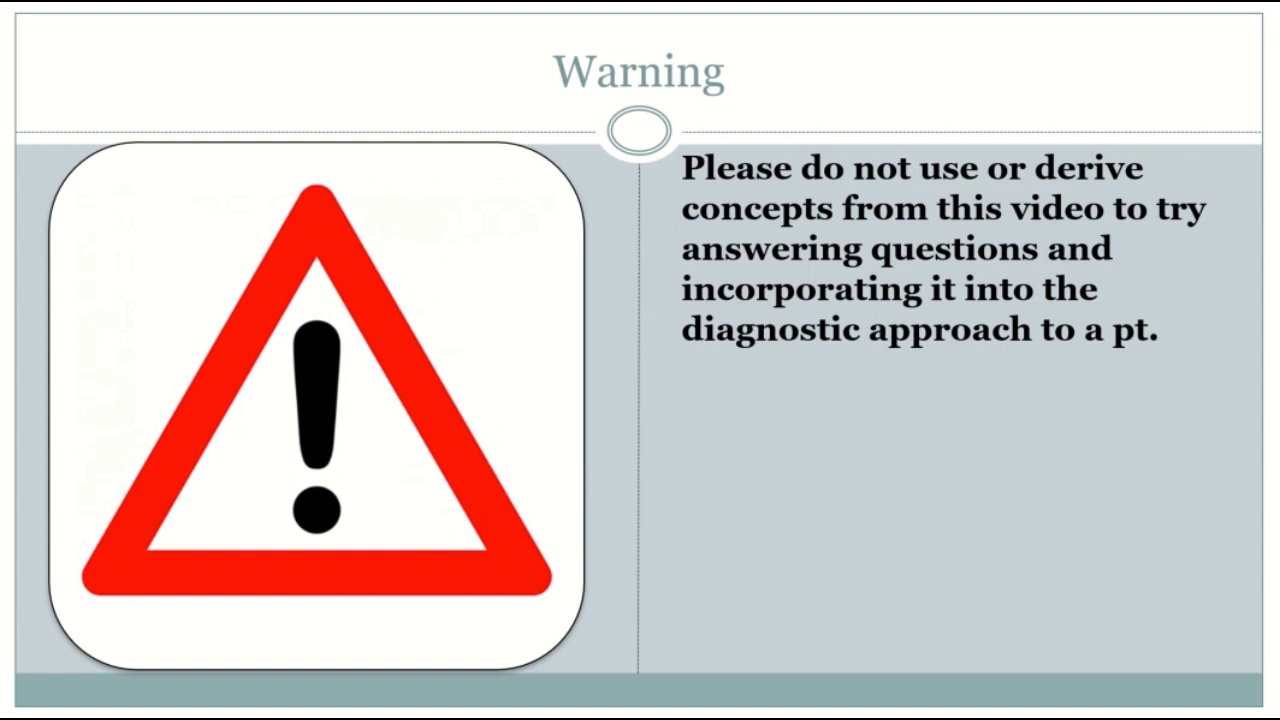 Warning
Please do not use or derive
concepts from this video to try
answering questions and
incorporating it into the
diagnostic approach to a pt.